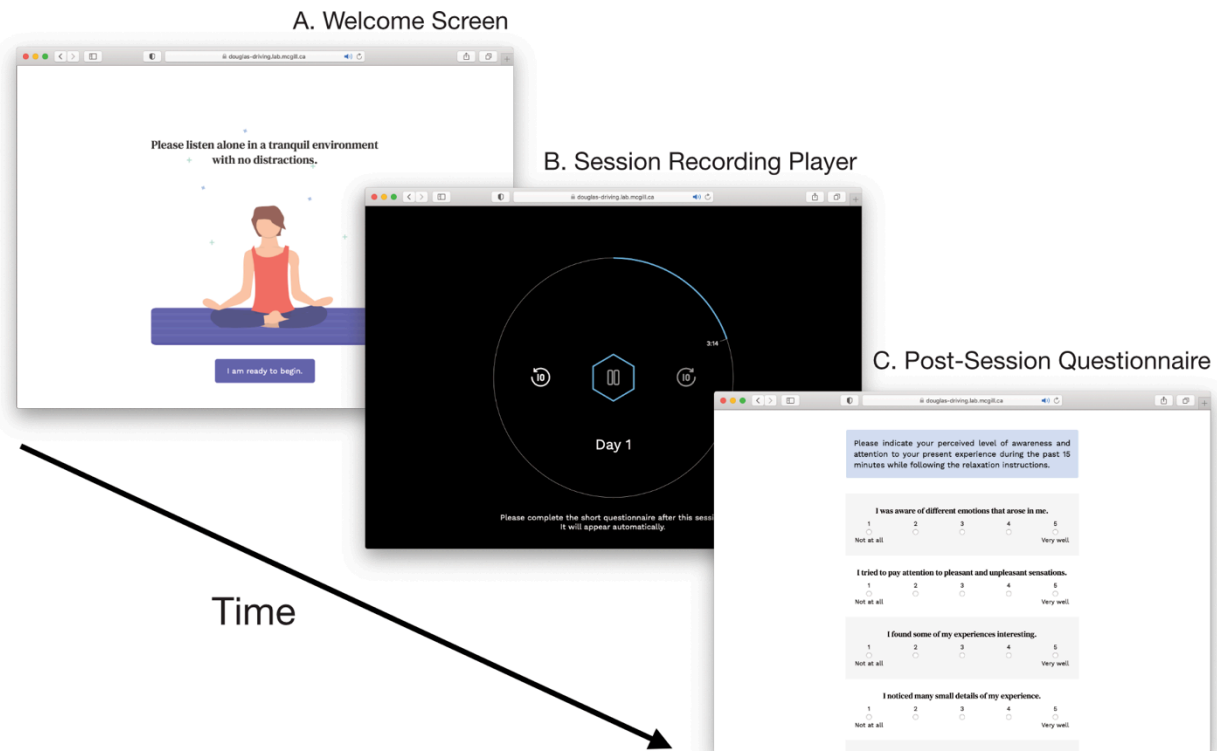 A. Welcome Screen
douglas-driving.lab.mcgill.ca
Please listen alone in a tranquil environment
with no distractions.
I am ready to begin.
B. Session Recording Player
douglas-driving.lab.mcgill.ca
3:14
10
10
Day 1
Please complete the short questionnaire after this
It will appear automatically.
C. Post-Session Questionnaire
douglas-driving.lab.mcgill.ca
Please indicate your perceived level of awareness and
attention to your present experience during the past 15
minutes while following the relaxation instructions.
I was aware of different emotions that arose in me.
1 2 3 4 5
Not at all Very well
I tried to pay attention to pleasant and unpleasant sensations.
1 2 3 4 5
Not at all Very well
I found some of my experiences interesting.
1 2 3 4 5
Not at all Very well
I noticed many small details of my experience.
1 2 3 4 5
Not at all Very well
Time